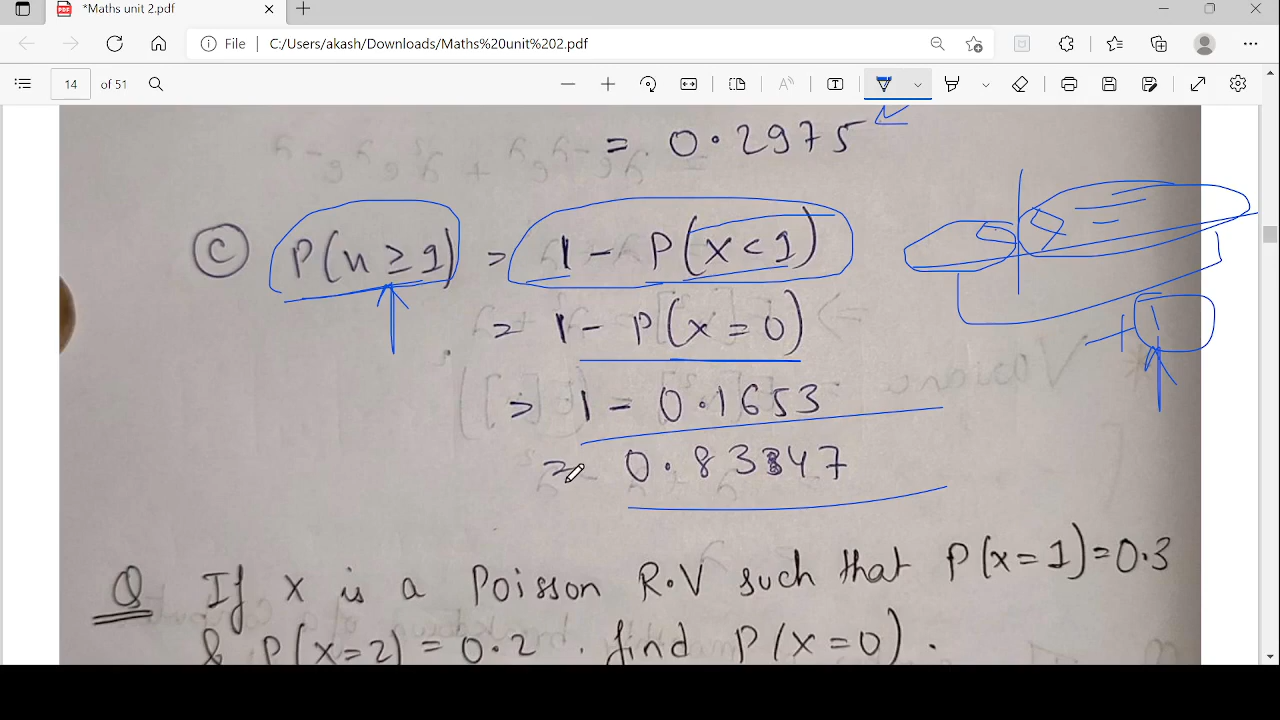 *Maths unit 2.pdf
File C:/Users/akash/Downloads/Maths%20unit%202.pdf
14 of 51
= 0.2975
(C) P(n ≥ 1) = 1 - P(x < 1)
= 1 - P(x = 0)
= 1 - 0.1653
= 0.8347
Q If x is a Poisson R.V such that P(x=1)=0.3
& P(x=2) = 0.2 . find P(x=0).